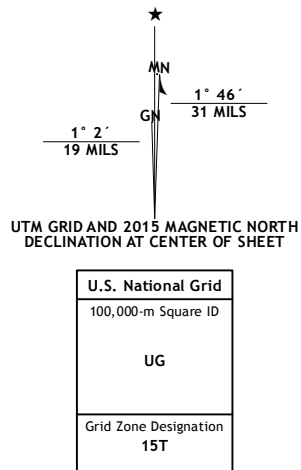 ★
MN
1° 46´
GN
31 MILS
1° 2´
19 MILS
UTM GRID AND 2015 MAGNETIC NORTH
DECLINATION AT CENTER OF SHEET
U.S. National Grid
100,000-m Square ID
UG
Grid Zone Designation
15T